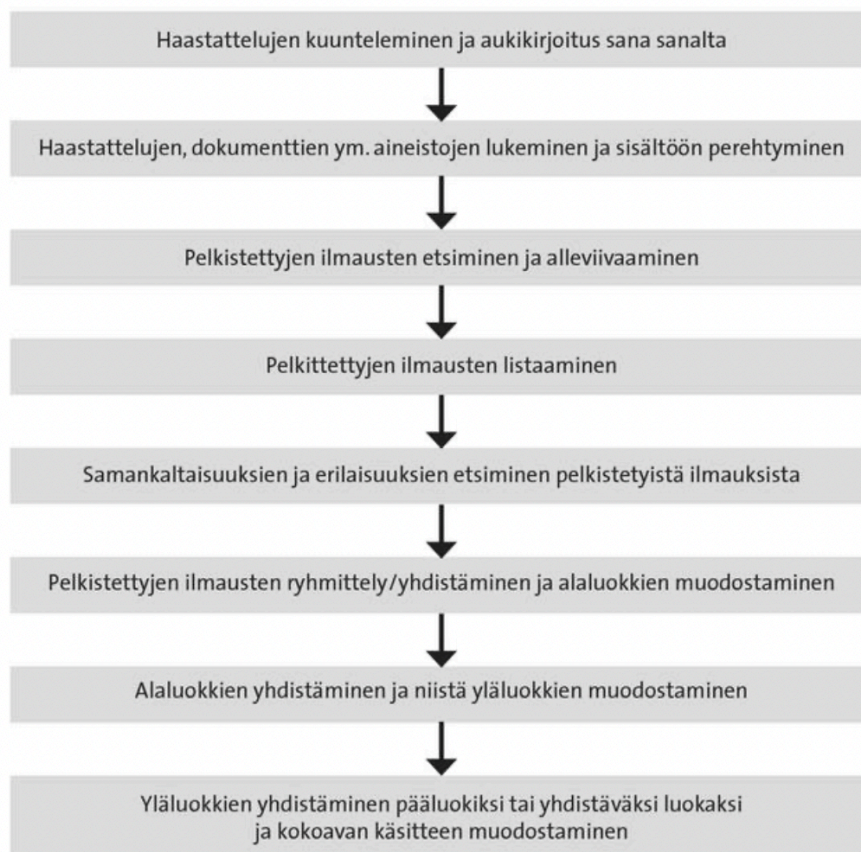 Haastattelujen kuunteleminen ja aukikirjoitus sana sanalta
Haastattelujen, dokumenttien ym. aineistojen lukeminen ja sisältöön perehtyminen
Pelkistettyjen ilmausten etsiminen ja alleviivaaminen
Pelkittettyjen ilmausten listaaminen
Samankaltaisuuksien ja erilaisuuksien etsiminen pelkistetyistä ilmauksista
Pelkistettyjen ilmausten ryhmittely/yhdistäminen ja alaluokkien muodostaminen
Alaluokkien yhdistäminen ja niistä yläluokkien muodostaminen
Yläluokkien yhdistäminen pääluokiksi tai yhdistäväksi luokaksi
ja kokoavan käsitteen muodostaminen